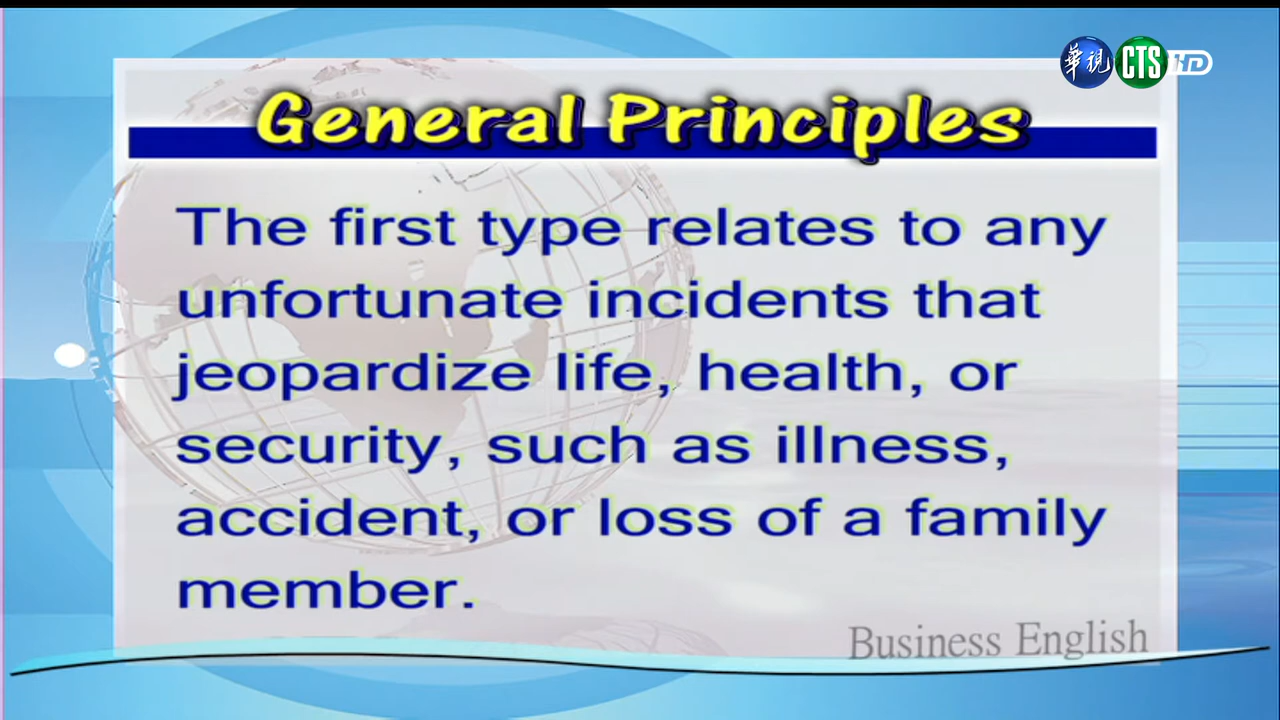 華視 CTS HD
General Principles
The first type relates to any
unfortunate incidents that
jeopardize life, health, or
security, such as illness,
accident, or loss of a family
member.
Business English